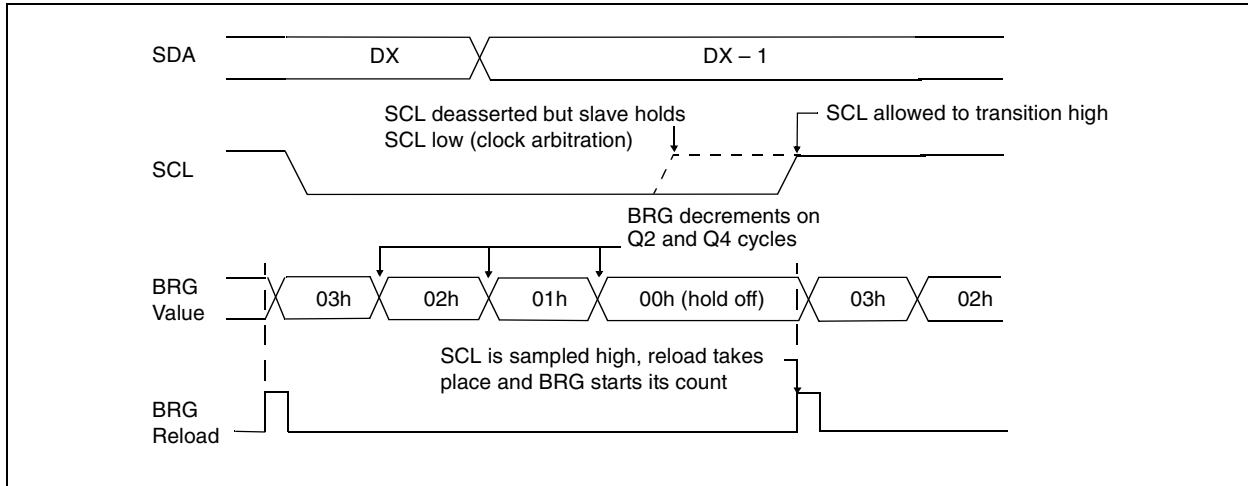 SDA
DX
DX – 1
SCL deasserted but slave holds
SCL low (clock arbitration)
SCL allowed to transition high
SCL
BRG decrements on
Q2 and Q4 cycles
BRG
Value
03h
02h
01h
00h (hold off)
03h
02h
SCL is sampled high, reload takes
place and BRG starts its count
BRG
Reload